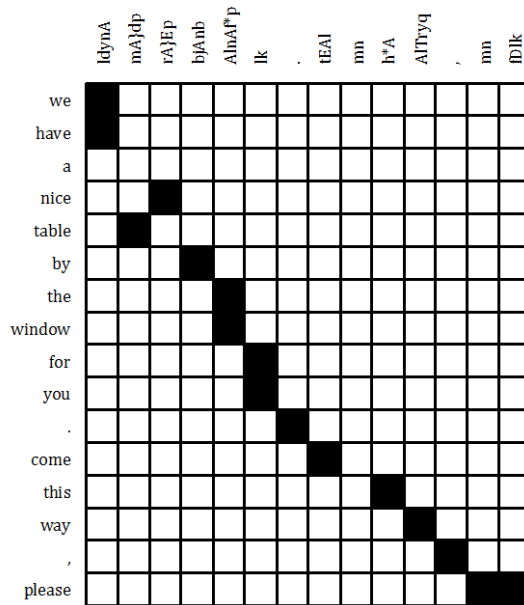 ldynA mA}dp rA}Ep bjAnb AlnAf*p lk . tEAl mn h*A AlTryq , mn fDlk
we
have
a
nice
table
by
the
window
for
you
.
come
this
way
,
please